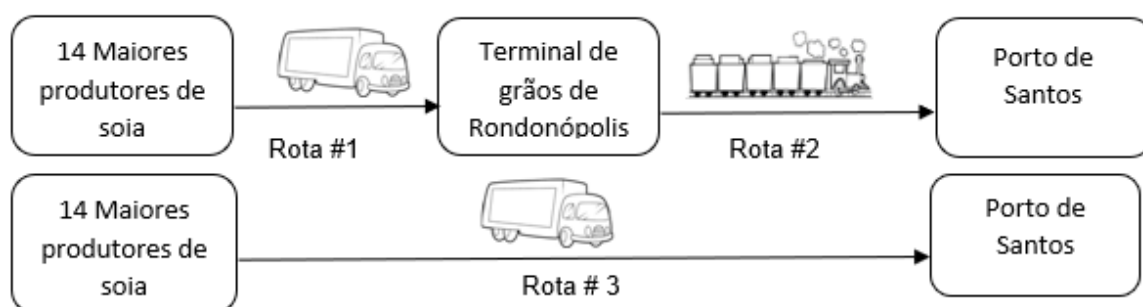 14 Maiores
produtores de
soia
Rota #1
Terminal de
grãos de
Rondonópolis
Rota #2
Porto de
Santos
14 Maiores
produtores de
soia
Rota # 3
Porto de
Santos